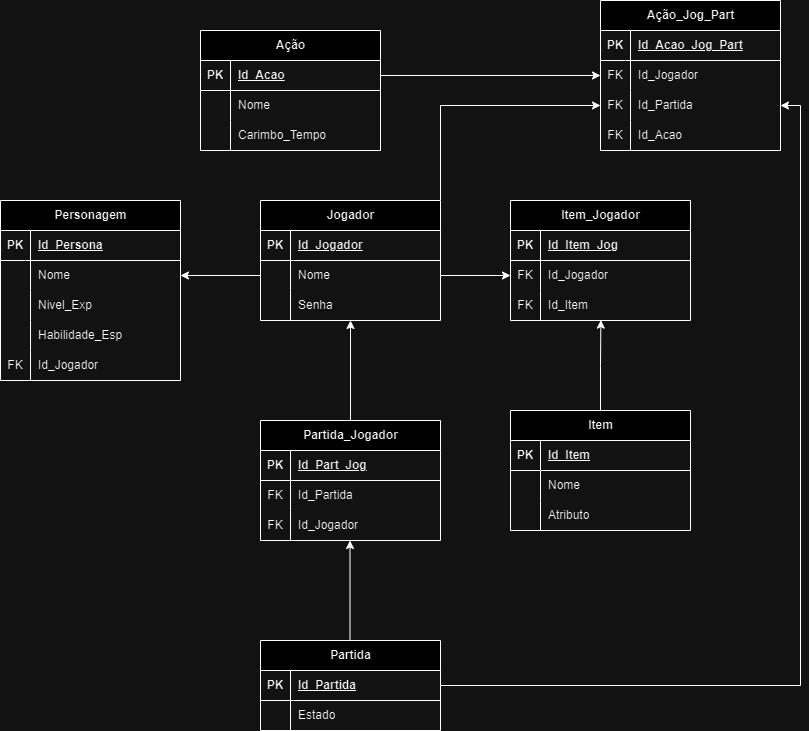 Ação_Jog_Part
PK Id_Acao_Jog_Part
FK Id_Jogador
FK Id_Partida
FK Id_Acao
Ação
PK Id_Acao
Nome
Carimbo_Tempo
Personagem
PK Id_Persona
Nome
Nivel_Exp
Habilidade_Esp
FK Id_Jogador
Jogador
PK Id_Jogador
Nome
Senha
Item_Jogador
PK Id_Item_Jog
FK Id_Jogador
FK Id_Item
Partida_Jogador
PK Id_Part_Jog
FK Id_Partida
FK Id_Jogador
Item
PK Id_Item
Nome
Atributo
Partida
PK Id_Partida
Estado